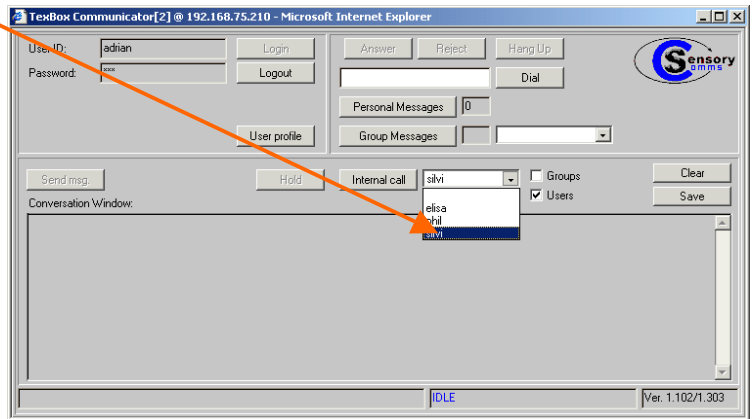 TexBox Communicator[2] @ 192.168.75.210 - Microsoft Internet Explorer
User ID: adrian Login Answer Reject Hang Up
Password: *** Logout Dial
Sensory Comms
Personal Messages 0
User profile Group Messages
Send msg. Hold Internal call silvi Groups Clear
Users Save
Conversation Window:
elisa
phil
silvi
IDLE Ver. 1.102/1.303